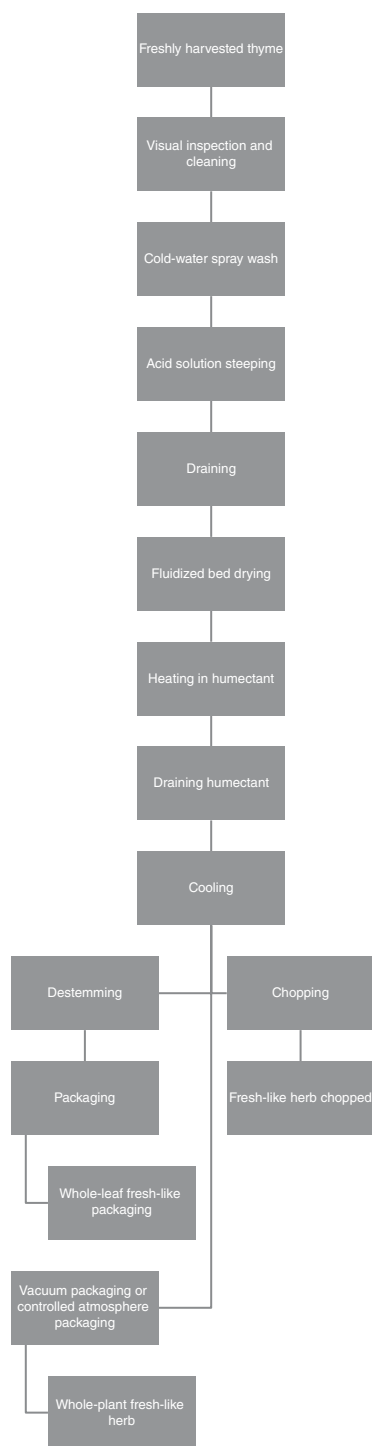 Freshly harvested thyme
Visual inspection and
cleaning
Cold-water spray wash
Acid solution steeping
Draining
Fluidized bed drying
Heating in humectant
Draining humectant
Cooling
Destemming
Chopping
Packaging
Fresh-like herb chopped
Whole-leaf fresh-like
packaging
Vacuum packaging or
controlled atmosphere
packaging
Whole-plant fresh-like
herb